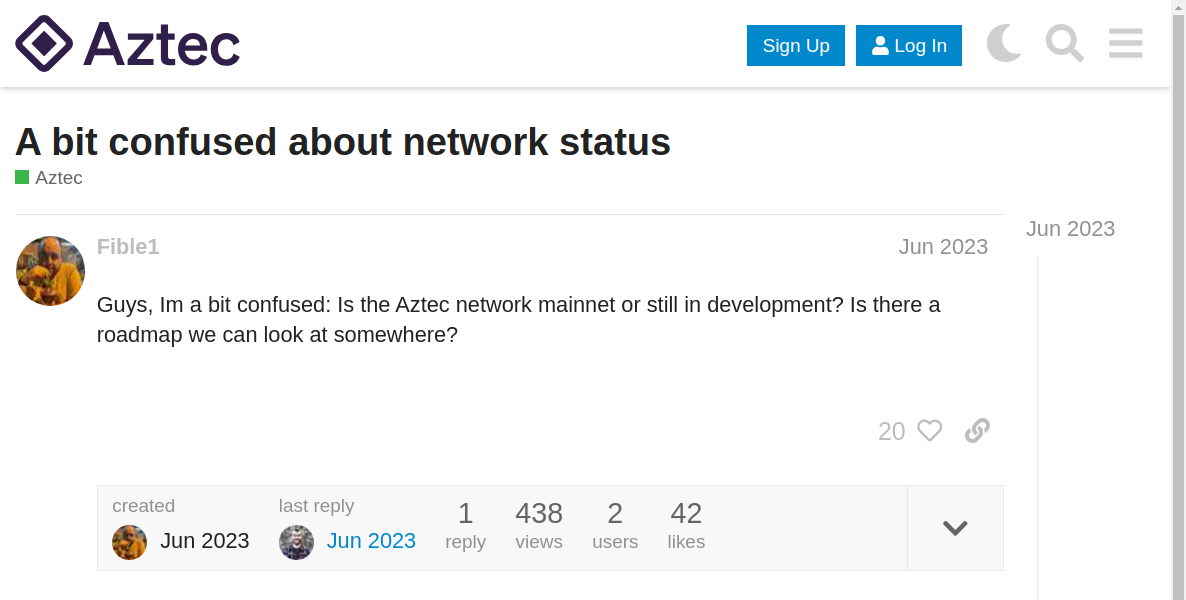 Aztec
Sign Up
Log In
A bit confused about network status
Aztec
Jun 2023
Fible1
Jun 2023
Guys, Im a bit confused: Is the Aztec network mainnet or still in development? Is there a
roadmap we can look at somewhere?
20
created
last reply
1
438
2
42
Jun 2023
Jun 2023
reply
views
users
likes